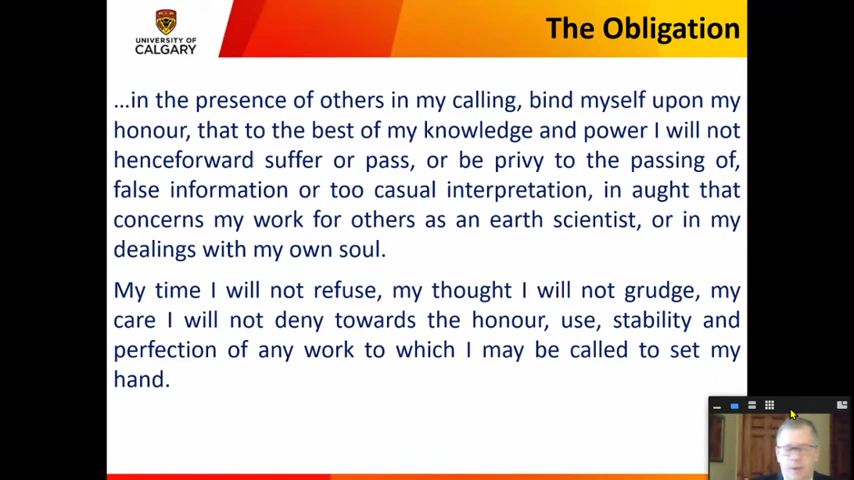 UNIVERSITY OF
CALGARY
The Obligation
...in the presence of others in my calling, bind myself upon my
honour, that to the best of my knowledge and power I will not
henceforward suffer or pass, or be privy to the passing of,
false information or too casual interpretation, in aught that
concerns my work for others as an earth scientist, or in my
dealings with my own soul.
My time I will not refuse, my thought I will not grudge, my
care I will not deny towards the honour, use, stability and
perfection of any work to which I may be called to set my
hand.